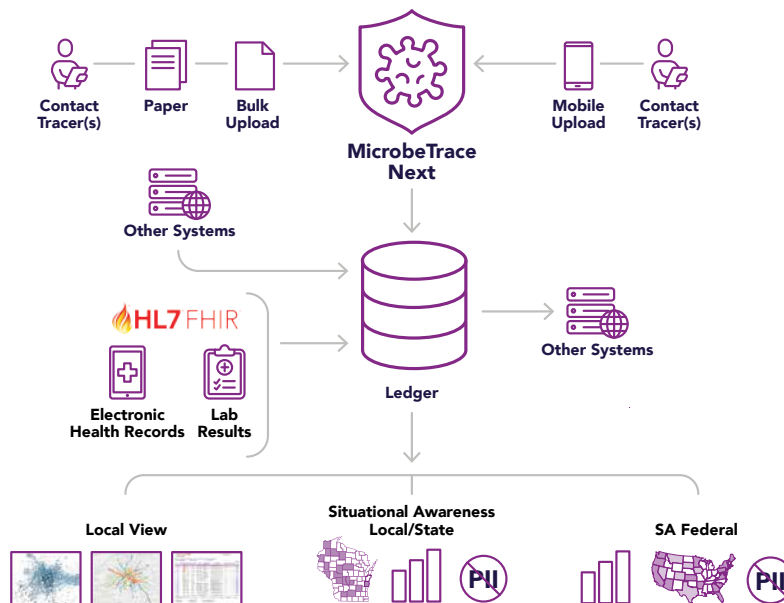 Contact
Tracer(s)
Paper
Bulk
Upload
Mobile
Upload
Contact
Tracer(s)
MicrobeTrace
Next
Other Systems
HL7 FHIR
Other Systems
Electronic
Health Records
Lab
Results
Ledger
Situational Awareness
Local/State
Local View
SA Federal
PII
PII